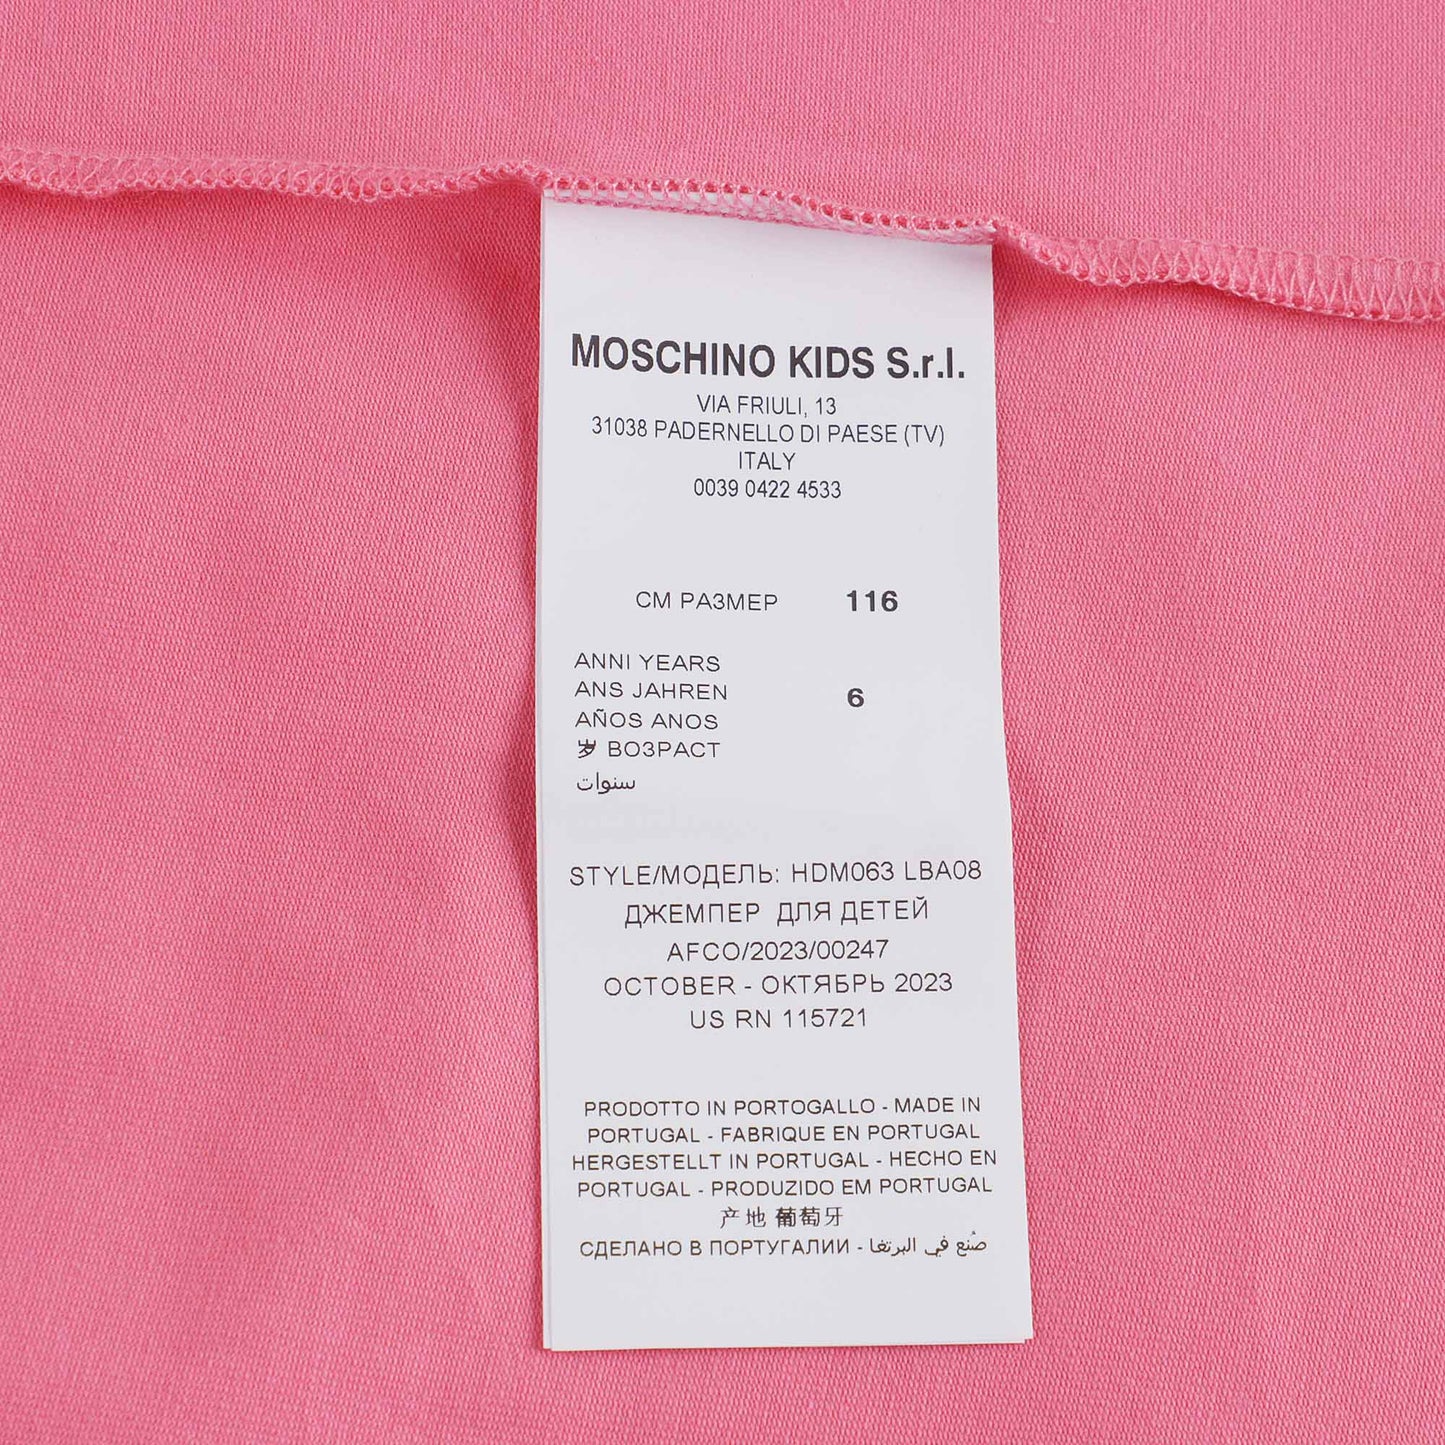 MOSCHINO KIDS S.r.l.
VIA FRIULI, 13
31038 PADERNELLO DI PAESE (TV)
ITALY
0039 0422 4533
СМ РАЗМЕР 116
ANNI YEARS
ANS JAHREN 6
AÑOS ANOS
岁 ВОЗРАСТ
سنوات
STYLE/МОДЕЛЬ: HDM063 LBA08
ДЖЕМПЕР ДЛЯ ДЕТЕЙ
AFCO/2023/00247
OCTOBER - ОКТЯБРЬ 2023
US RN 115721
PRODOTTO IN PORTOGALLO - MADE IN
PORTUGAL - FABRIQUE EN PORTUGAL
HERGESTELLT IN PORTUGAL - HECHO EN
PORTUGAL - PRODUZIDO EM PORTUGAL
产地 葡萄牙
СДЕЛАНО В ПОРТУГАЛИИ - صُنع في البرتغا